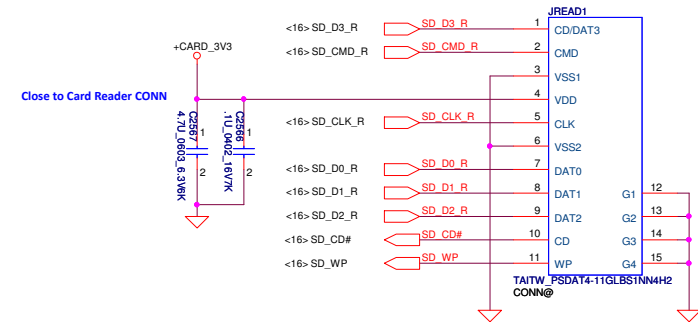 JREAD1
<16> SD_D3_R SD_D3_R 1 CD/DAT3
+CARD_3V3
<16> SD_CMD_R SD_CMD_R 2 CMD
3 VSS1
Close to Card Reader CONN
4 VDD
C2567 1 2
4.7U_0603_6.3V6K
C2566 1 2
.1U_0402_16V7K
<16> SD_CLK_R SD_CLK_R 5 CLK
6 VSS2
<16> SD_D0_R SD_D0_R 7 DAT0
<16> SD_D1_R SD_D1_R 8 DAT1 G1 12
<16> SD_D2_R SD_D2_R 9 DAT2 G2 13
<16> SD_CD# SD_CD# 10 CD G3 14
<16> SD_WP SD_WP 11 WP G4 15
TAITW_PSDAT4-11GLBS1NN4H2
CONN@